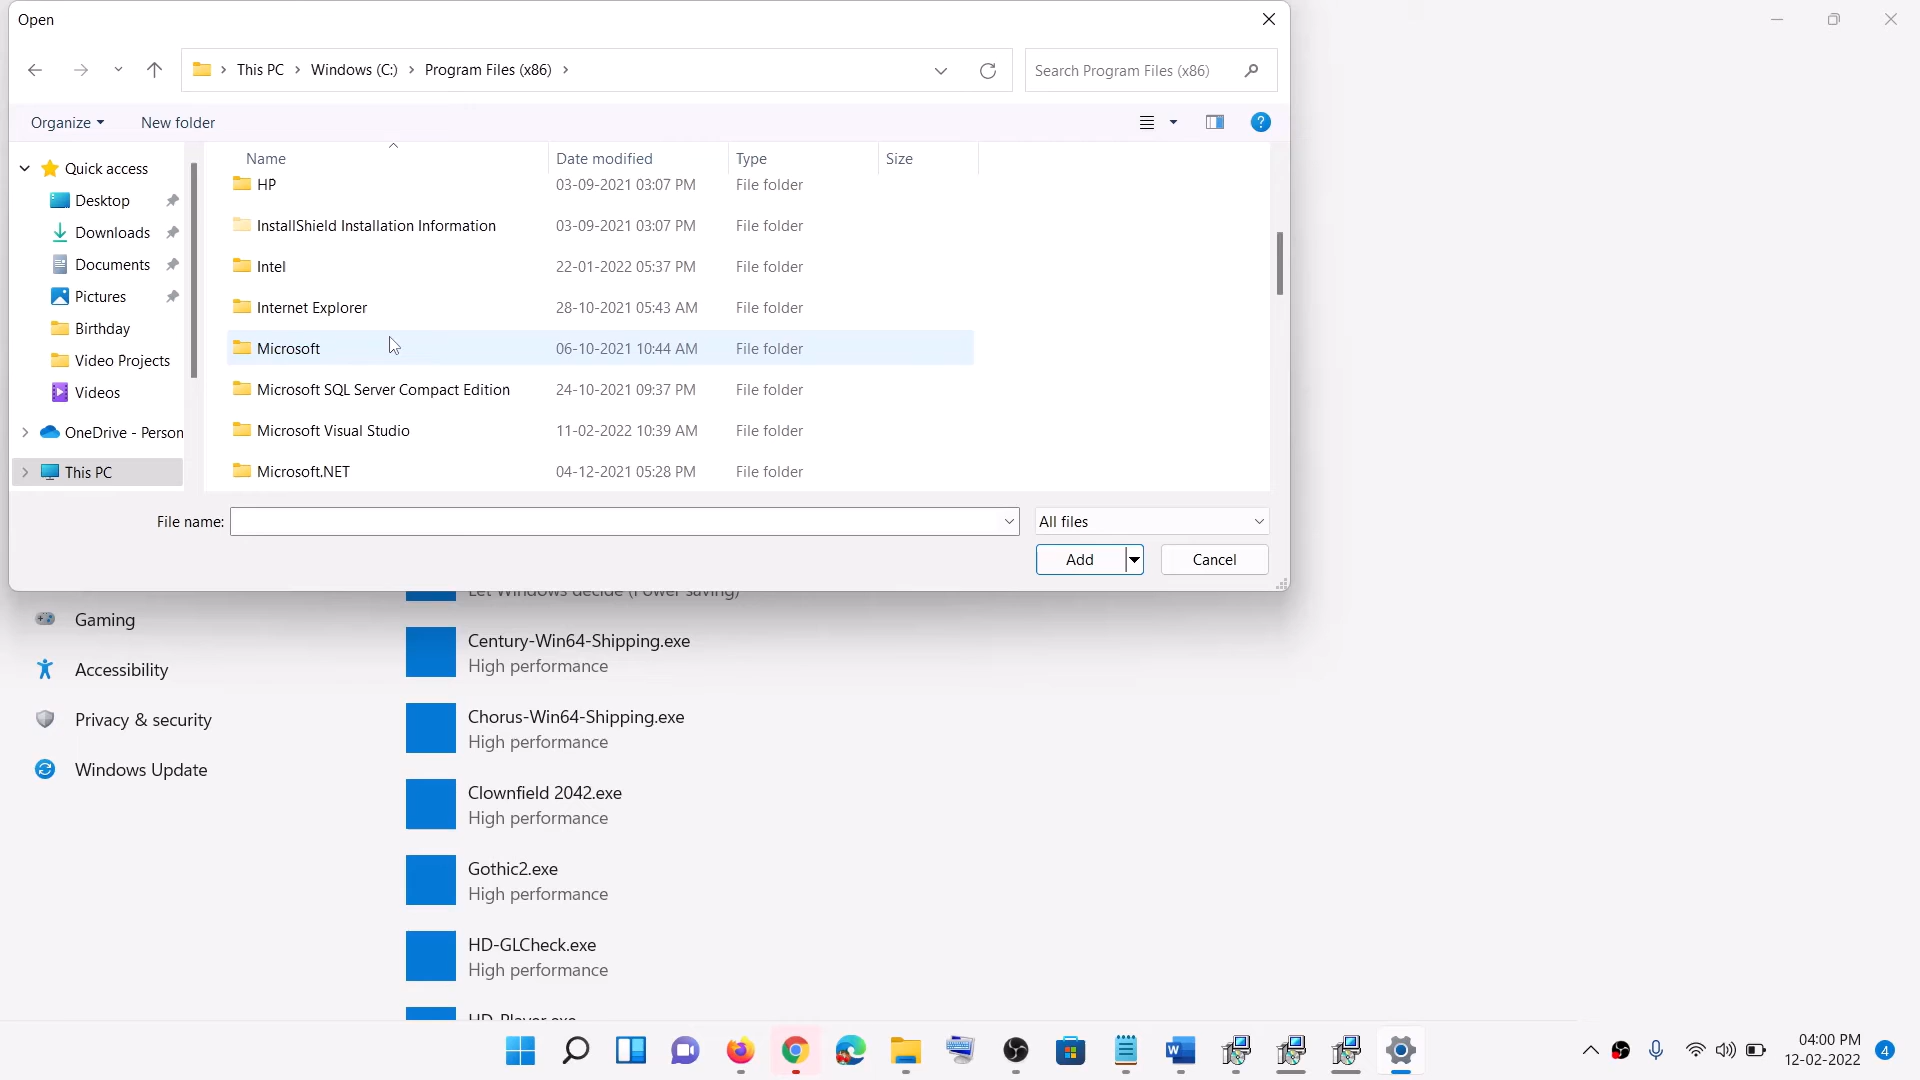 Open
This PC > Windows (C:) > Program Files (x86) >
Search Program Files (x86)
Organize
New folder
Name Date modified Type Size
Quick access
Desktop
Downloads
Documents
Pictures
Birthday
Video Projects
Videos
OneDrive - Person
This PC
HP 03-09-2021 03:07 PM File folder
InstallShield Installation Information 03-09-2021 03:07 PM File folder
Intel 22-01-2022 05:37 PM File folder
Internet Explorer 28-10-2021 05:43 AM File folder
Microsoft 06-10-2021 10:44 AM File folder
Microsoft SQL Server Compact Edition 24-10-2021 09:37 PM File folder
Microsoft Visual Studio 11-02-2022 10:39 AM File folder
Microsoft.NET 04-12-2021 05:28 PM File folder
File name:
All files
Add
Cancel
Let Windows decide (Power saving)
Gaming
Accessibility
Privacy & security
Windows Update
Century-Win64-Shipping.exe
High performance
Chorus-Win64-Shipping.exe
High performance
Clownfield 2042.exe
High performance
Gothic2.exe
High performance
HD-GLCheck.exe
High performance
HD-Player.exe
04:00 PM
12-02-2022
4